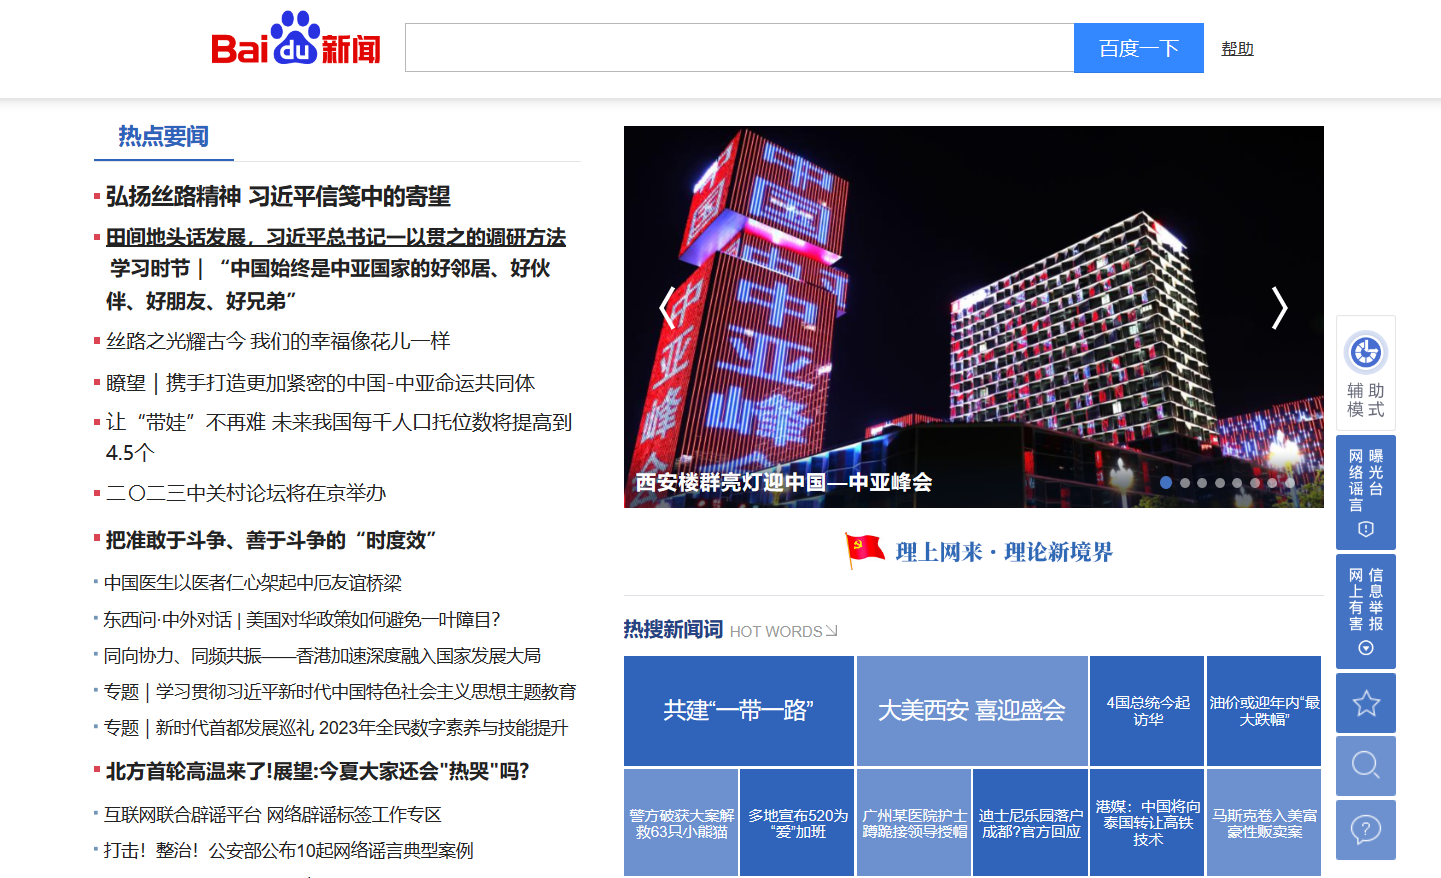 Baidu新闻
百度一下
帮助
热点要闻
弘扬丝路精神 习近平信笺中的寄望
田间地头话发展，习近平总书记一以贯之的调研方法
学习时节｜“中国始终是中亚国家的好邻居、好伙
伴、好朋友、好兄弟”
丝路之光耀古今 我们的幸福像花儿一样
瞭望｜携手打造更加紧密的中国-中亚命运共同体
让“带娃”不再难 未来我国每千人口托位数将提高到
4.5个
二〇二三中关村论坛将在京举办
把准敢于斗争、善于斗争的“时度效”
中国医生以医者仁心架起中厄友谊桥梁
东西问·中外对话 | 美国对华政策如何避免一叶障目？
同向协力、同频共振——香港加速深度融入国家发展大局
专题｜学习贯彻习近平新时代中国特色社会主义思想主题教育
专题｜新时代首都发展巡礼 2023年全民数字素养与技能提升
北方首轮高温来了!展望:今夏大家还会"热哭"吗?
互联网联合辟谣平台 网络辟谣标签工作专区
打击！整治！公安部公布10起网络谣言典型案例
中国
中亚
峰会
中国
中亚
峰
会
西安楼群亮灯迎中国—中亚峰会
理上网来·理论新境界
热搜新闻词 HOT WORDS
共建“一带一路”
大美西安 喜迎盛会
4国总统今起
访华
油价或迎年内“最
大跌幅”
警方破获大案解
救63只小熊猫
多地宣布520为
“爱”加班
广州某医院护士
蹲跪接领导授帽
迪士尼乐园落户
成都?官方回应
港媒：中国将向
泰国转让高铁
技术
马斯克卷入美富
豪性贩卖案
辅助
模式
网络谣言
曝光台
网上有害
信息举报